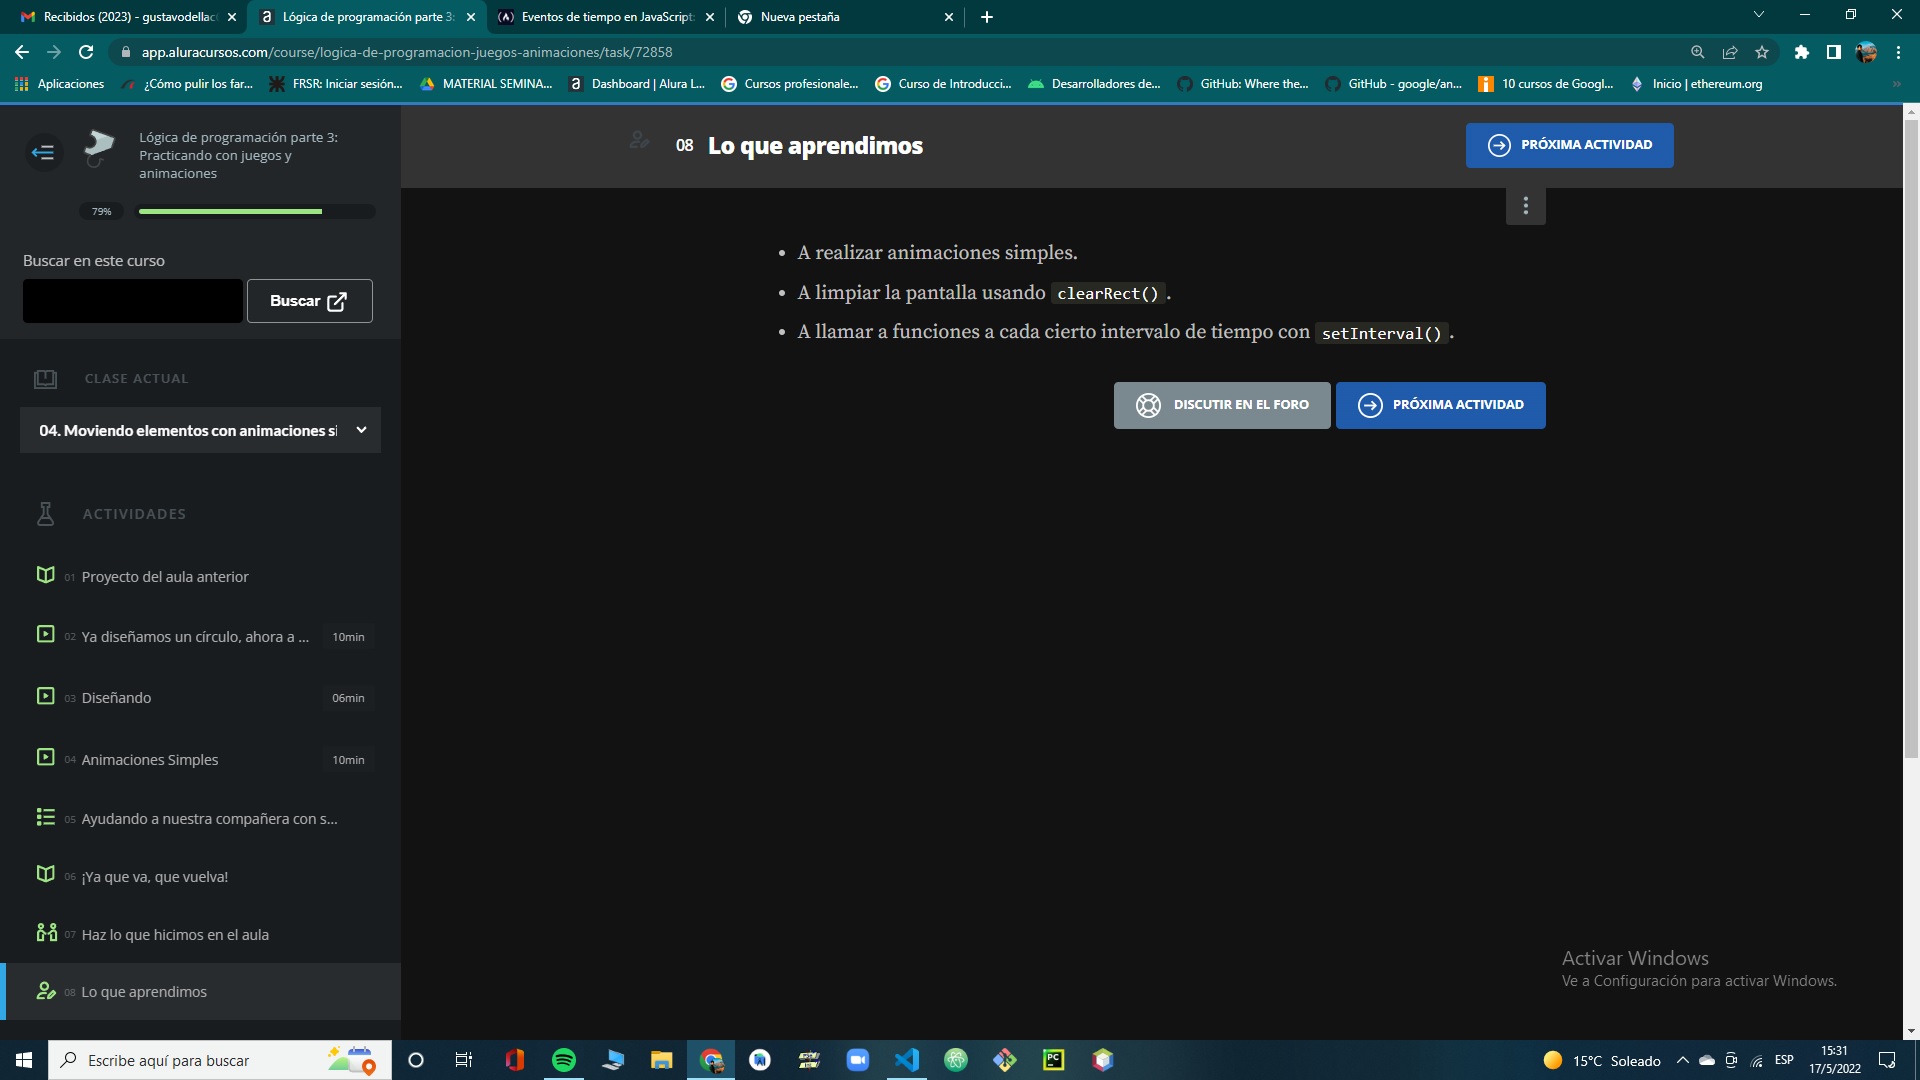 Recibidos (2023) - gustavodellac
Lógica de programación parte 3:
Eventos de tiempo en JavaScript:
Nueva pestaña
app.aluracursos.com/course/logica-de-programacion-juegos-animaciones/task/72858
Aplicaciones
¿Cómo pulir los far...
FRSR: Iniciar sesión...
MATERIAL SEMINA...
Dashboard | Alura L...
Cursos profesionale...
Curso de Introducci...
Desarrolladores de...
GitHub: Where the...
GitHub - google/an...
10 cursos de Googl...
Inicio | ethereum.org
Lógica de programación parte 3:
Practicando con juegos y
animaciones
79%
Buscar en este curso
Buscar
CLASE ACTUAL
04. Moviendo elementos con animaciones si
ACTIVIDADES
01 Proyecto del aula anterior
02 Ya diseñamos un círculo, ahora a ... 10min
03 Diseñando 06min
04 Animaciones Simples 10min
05 Ayudando a nuestra compañera con s...
06 ¡Ya que va, que vuelva!
07 Haz lo que hicimos en el aula
08 Lo que aprendimos
08 Lo que aprendimos
PRÓXIMA ACTIVIDAD
• A realizar animaciones simples.
• A limpiar la pantalla usando clearRect() .
• A llamar a funciones a cada cierto intervalo de tiempo con setInterval() .
DISCUTIR EN EL FORO
PRÓXIMA ACTIVIDAD
Activar Windows
Ve a Configuración para activar Windows.
Escribe aquí para buscar
15°C Soleado
ESP
15:31
17/5/2022